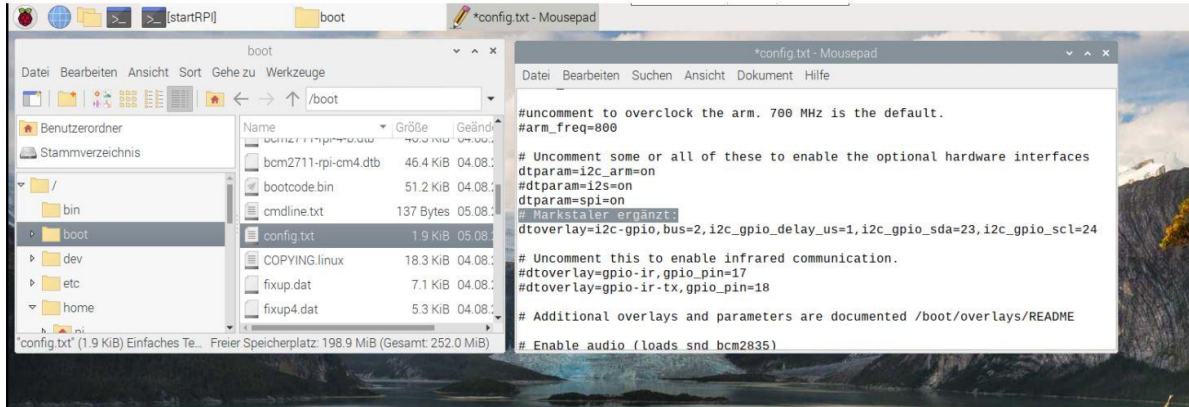 [startRPI]
boot
*config.txt - Mousepad
boot
Datei Bearbeiten Ansicht Sort Gehe zu Werkzeuge
/boot
Benutzerordner
Stammverzeichnis
/
bin
boot
dev
etc
home
pi
Name Größe Geände
bcm2711-rpi-4-b.dtb
bcm2711-rpi-cm4.dtb 46.4 KiB 04.08.
bootcode.bin 51.2 KiB 04.08.
cmdline.txt 137 Bytes 05.08.
config.txt 1.9 KiB 05.08.
COPYING.linux 18.3 KiB 04.08.
fixup.dat 7.1 KiB 04.08.
fixup4.dat 5.3 KiB 04.08.
"config.txt" (1.9 KiB) Einfaches Te... Freier Speicherplatz: 198.9 MiB (Gesamt: 252.0 MiB)
*config.txt - Mousepad
Datei Bearbeiten Suchen Ansicht Dokument Hilfe
#uncomment to overclock the arm. 700 MHz is the default.
#arm_freq=800
# Uncomment some or all of these to enable the optional hardware interfaces
dtparam=i2c_arm=on
#dtparam=i2s=on
dtparam=spi=on
# Markstaler ergänzt:
dtoverlay=i2c-gpio,bus=2,i2c_gpio_delay_us=1,i2c_gpio_sda=23,i2c_gpio_scl=24
# Uncomment this to enable infrared communication.
#dtoverlay=gpio-ir,gpio_pin=17
#dtoverlay=gpio-ir-tx,gpio_pin=18
# Additional overlays and parameters are documented /boot/overlays/README
# Enable audio (loads snd_bcm2835)